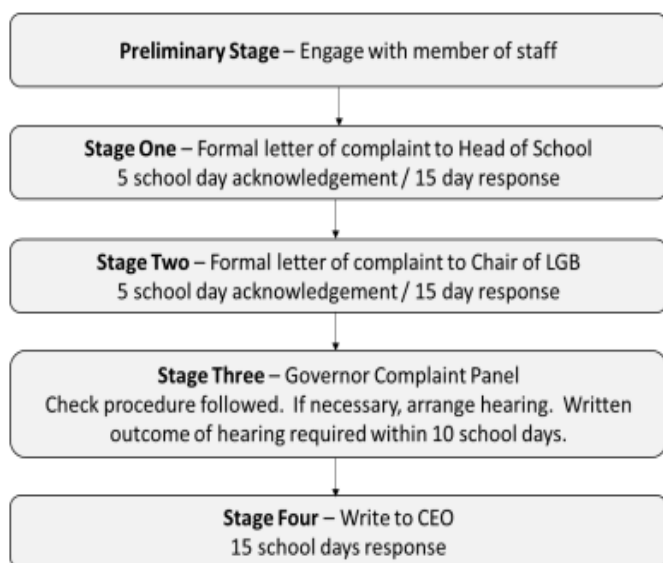 Preliminary Stage – Engage with member of staff
Stage One – Formal letter of complaint to Head of School
5 school day acknowledgement / 15 day response
Stage Two – Formal letter of complaint to Chair of LGB
5 school day acknowledgement / 15 day response
Stage Three – Governor Complaint Panel
Check procedure followed.  If necessary, arrange hearing.  Written
outcome of hearing required within 10 school days.
Stage Four – Write to CEO
15 school days response